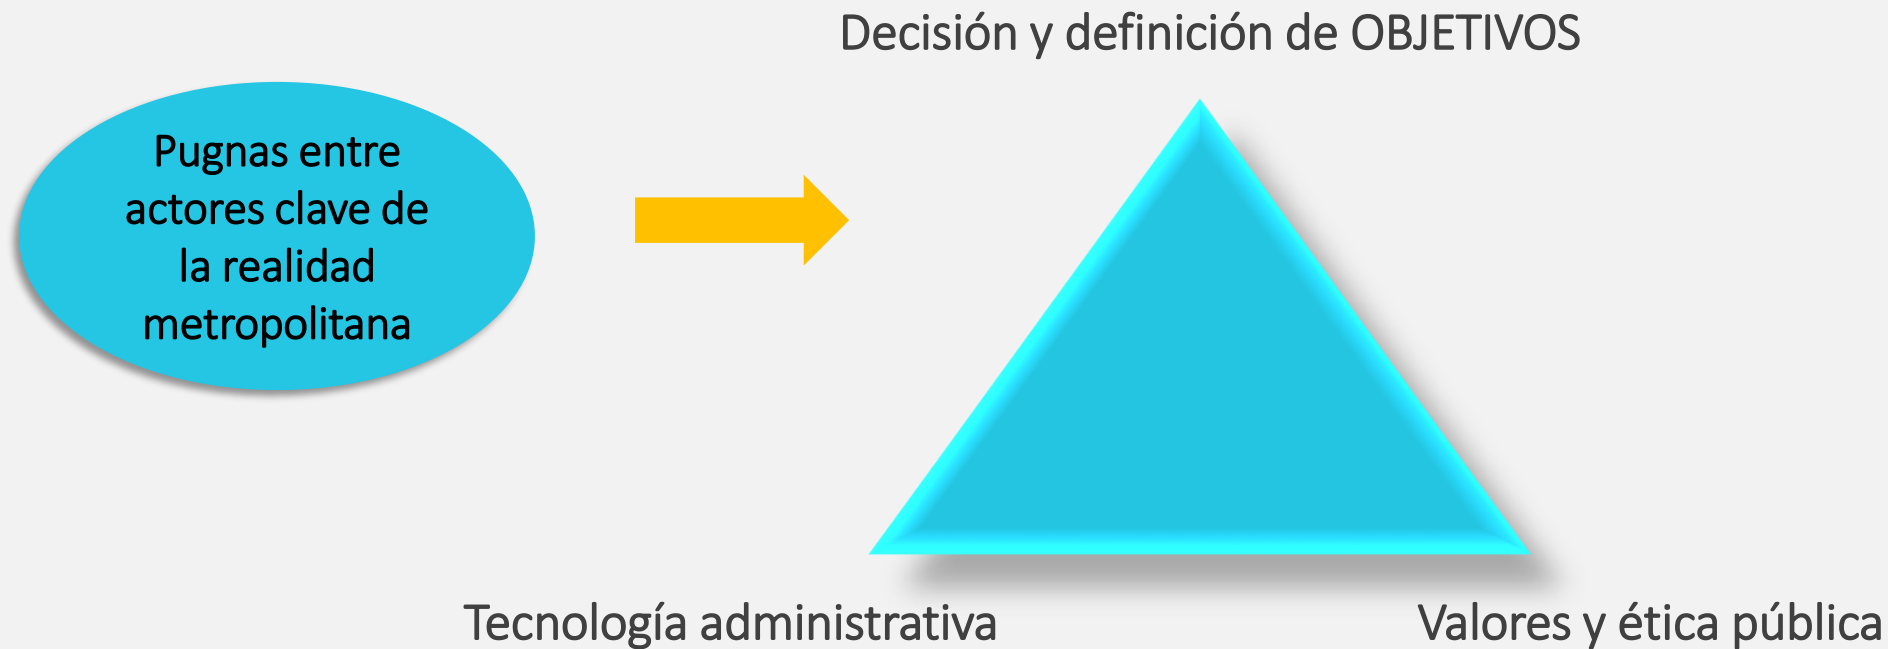 Decisión y definición de OBJETIVOS
Pugnas entre
actores clave de
la realidad
metropolitana
Tecnología administrativa
Valores y ética pública